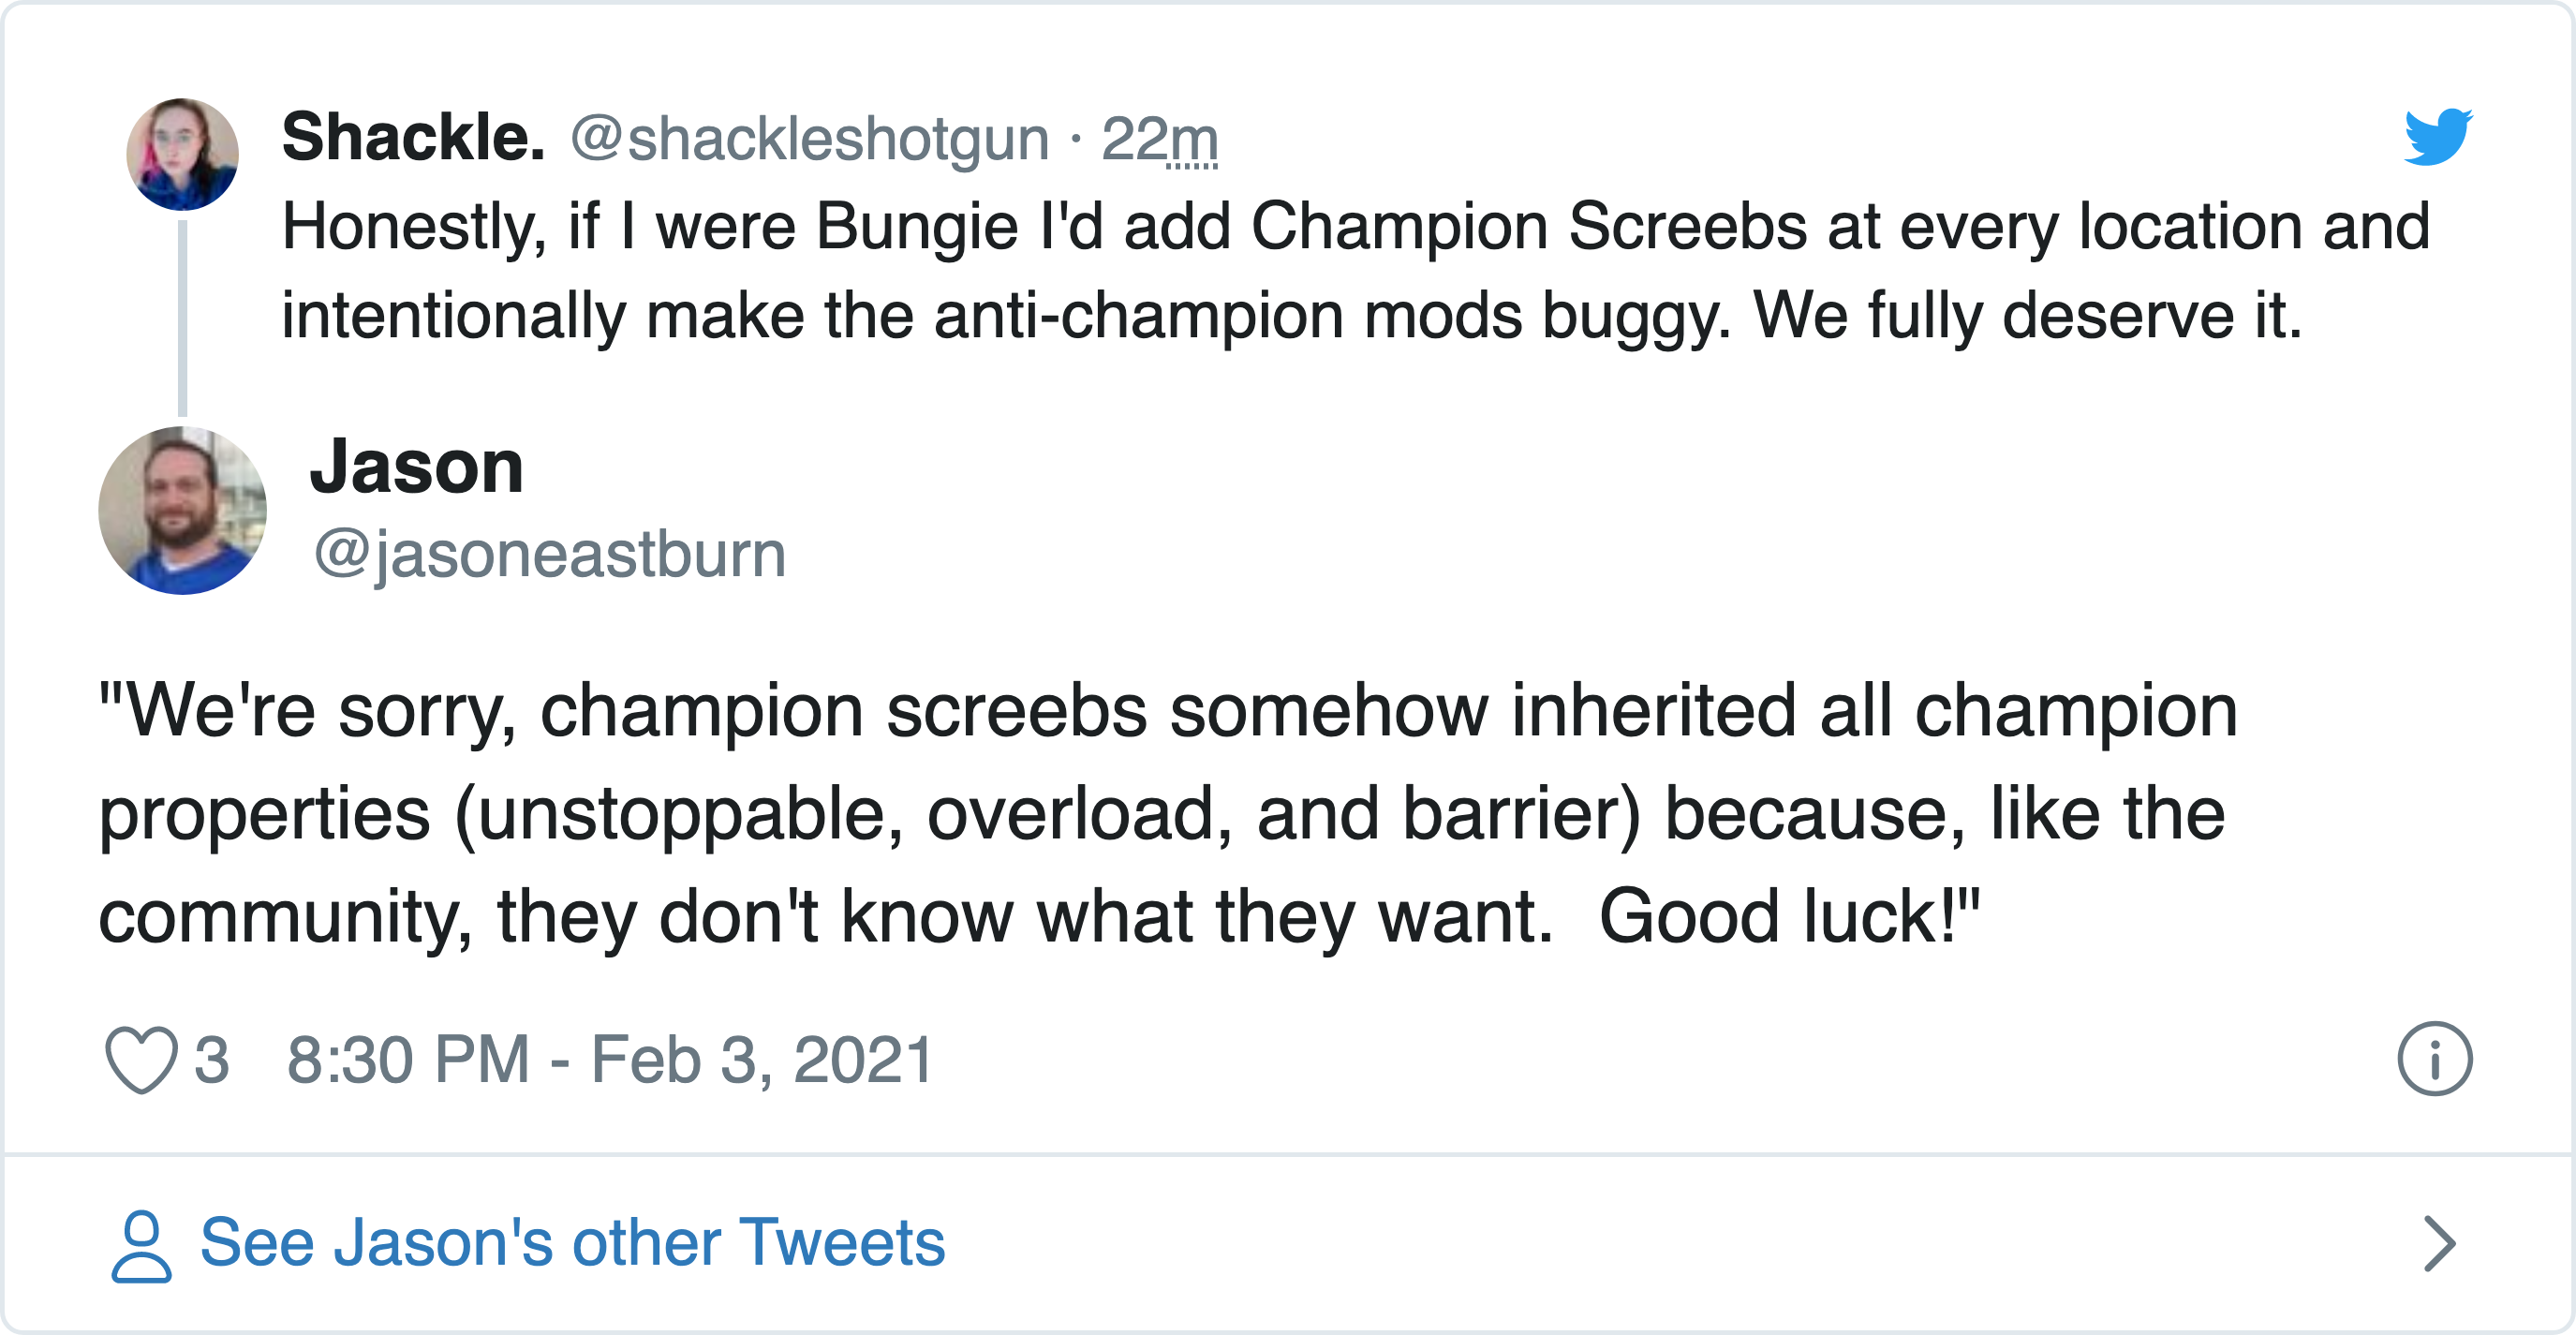 Shackle. @shackleshotgun · 22m
Honestly, if I were Bungie I'd add Champion Screebs at every location and
intentionally make the anti-champion mods buggy. We fully deserve it.
Jason
@jasoneastburn
"We're sorry, champion screebs somehow inherited all champion
properties (unstoppable, overload, and barrier) because, like the
community, they don't know what they want.  Good luck!"
3 8:30 PM - Feb 3, 2021
See Jason's other Tweets